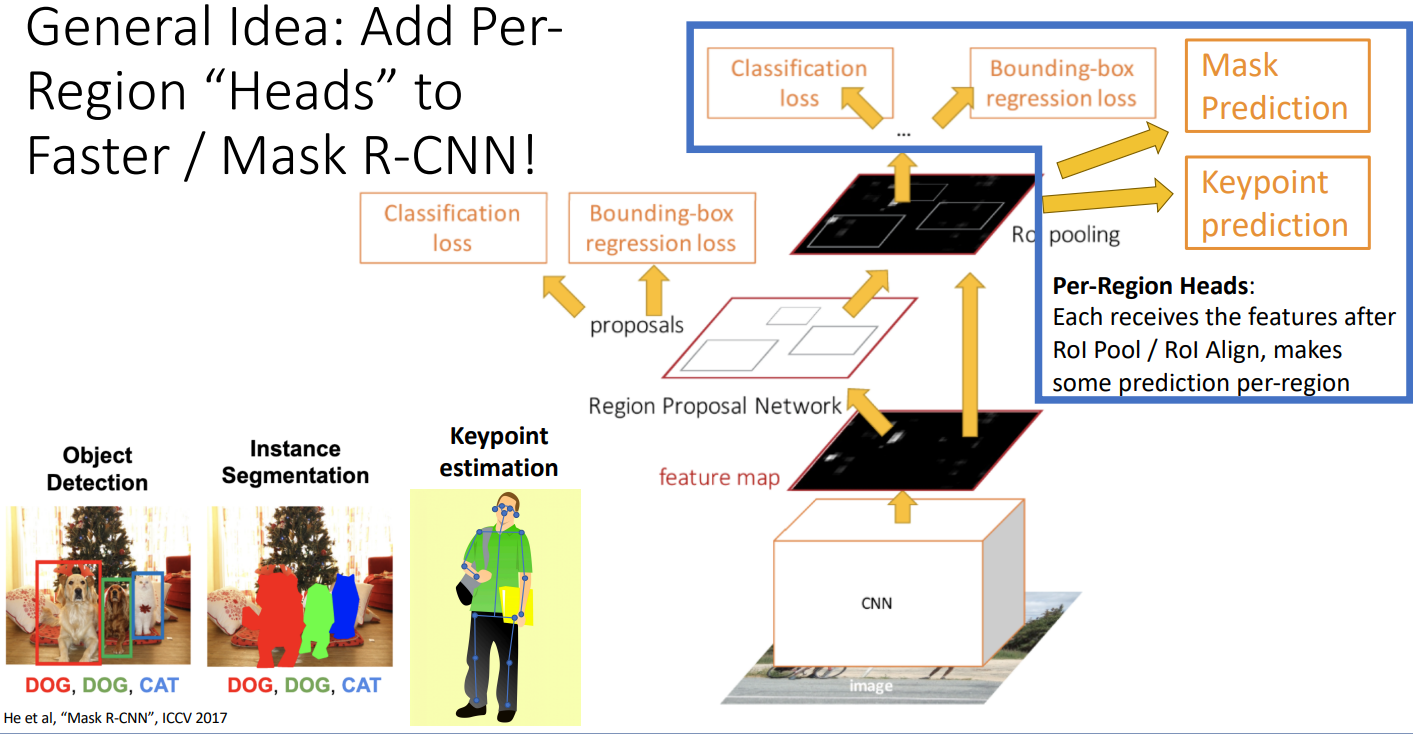 General Idea: Add Per-
Region “Heads” to
Faster / Mask R-CNN!
Classification
loss
Bounding-box
regression loss
Mask
Prediction
...
Keypoint
prediction
Classification
loss
Bounding-box
regression loss
RoI pooling
Per-Region Heads:
Each receives the features after
RoI Pool / RoI Align, makes
some prediction per-region
proposals
Region Proposal Network
feature map
CNN
image
Object
Detection
Instance
Segmentation
Keypoint
estimation
DOG, DOG, CAT
DOG, DOG, CAT
He et al, “Mask R-CNN”, ICCV 2017